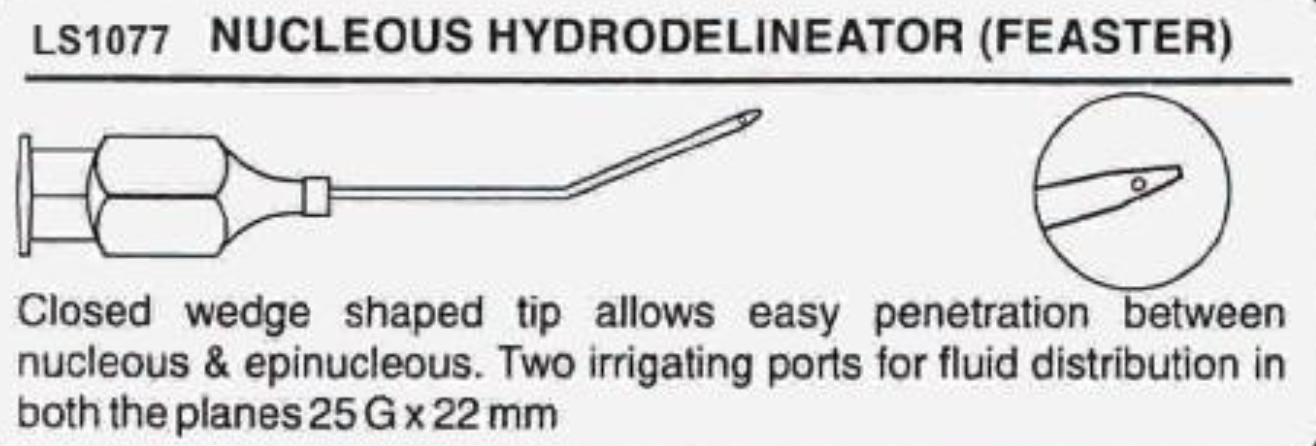 LS1077 NUCLEOUS HYDRODELINEATOR (FEASTER)
Closed wedge shaped tip allows easy penetration between
nucleous & epinucleous. Two irrigating ports for fluid distribution in
both the planes 25 G x 22 mm